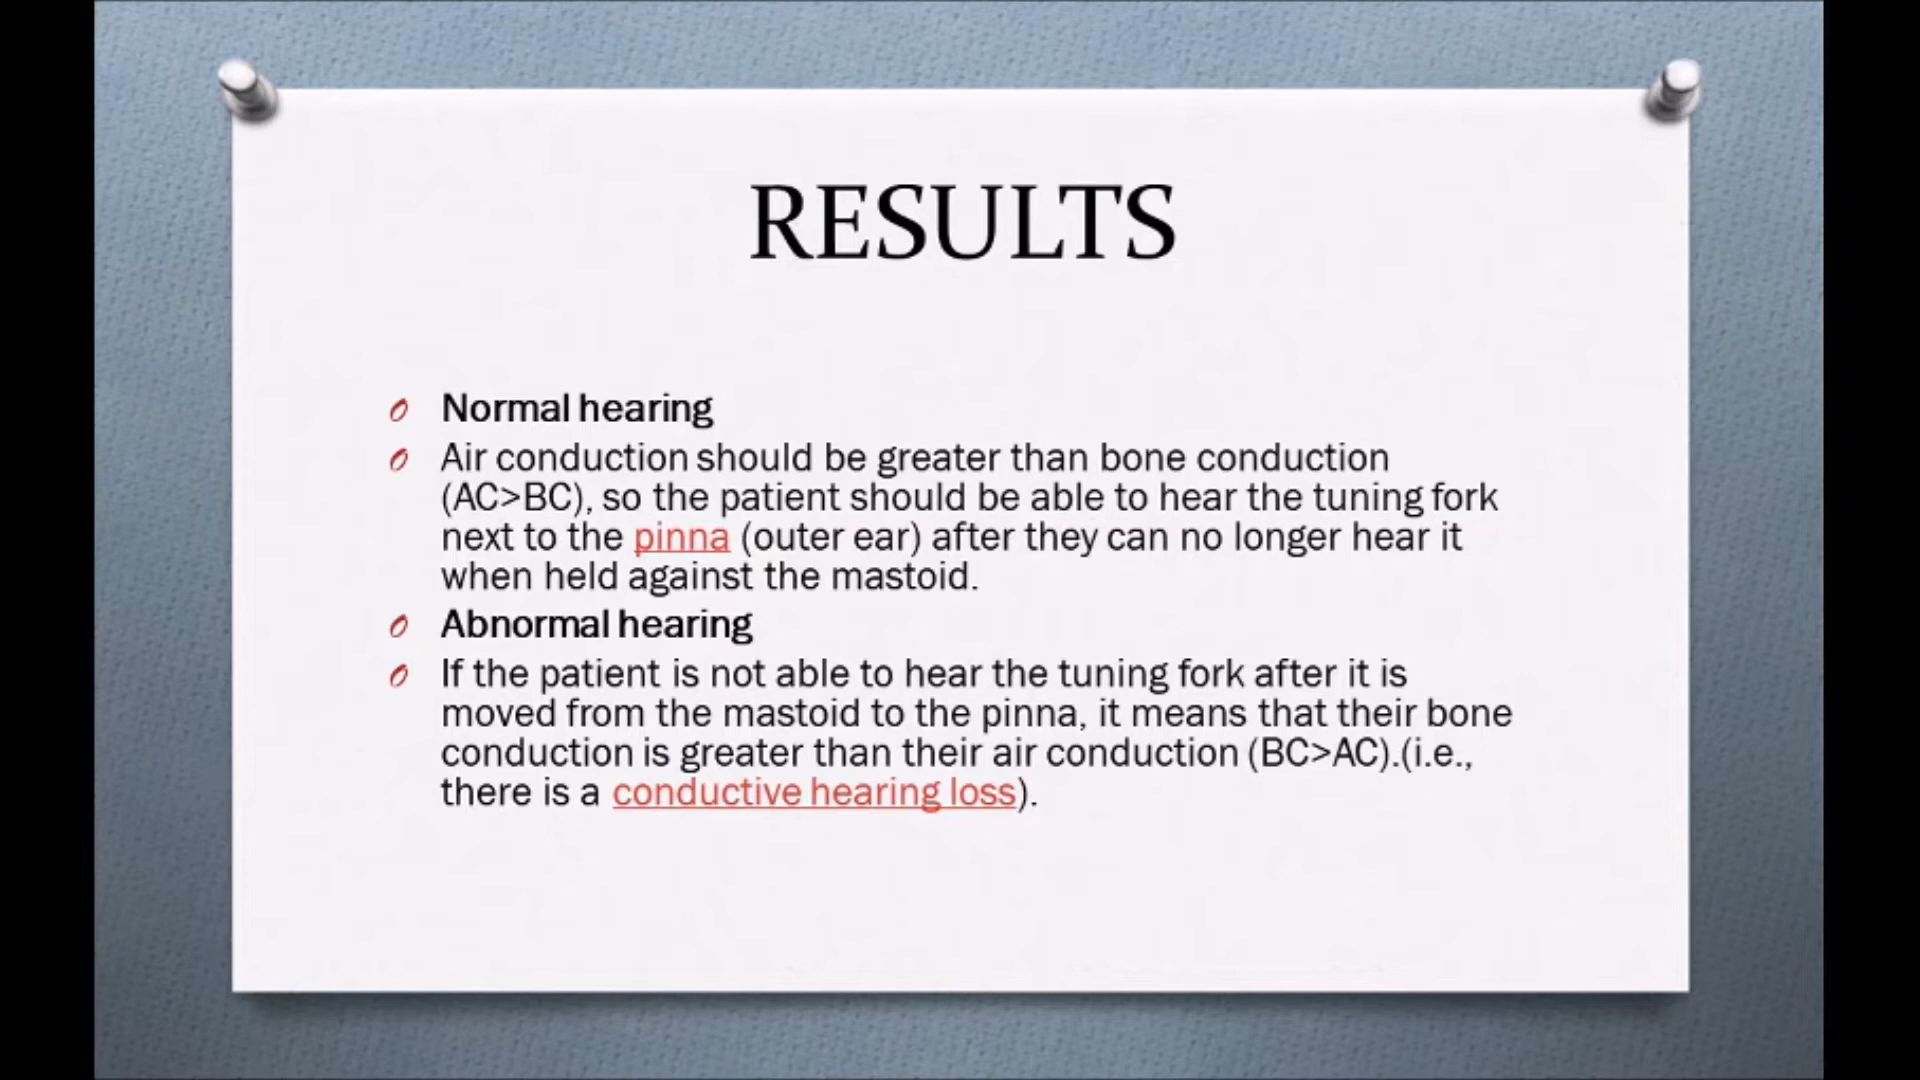 RESULTS
Normal hearing
Air conduction should be greater than bone conduction
(AC>BC), so the patient should be able to hear the tuning fork
next to the pinna (outer ear) after they can no longer hear it
when held against the mastoid.
Abnormal hearing
If the patient is not able to hear the tuning fork after it is
moved from the mastoid to the pinna, it means that their bone
conduction is greater than their air conduction (BC>AC).(i.e.,
there is a conductive hearing loss).